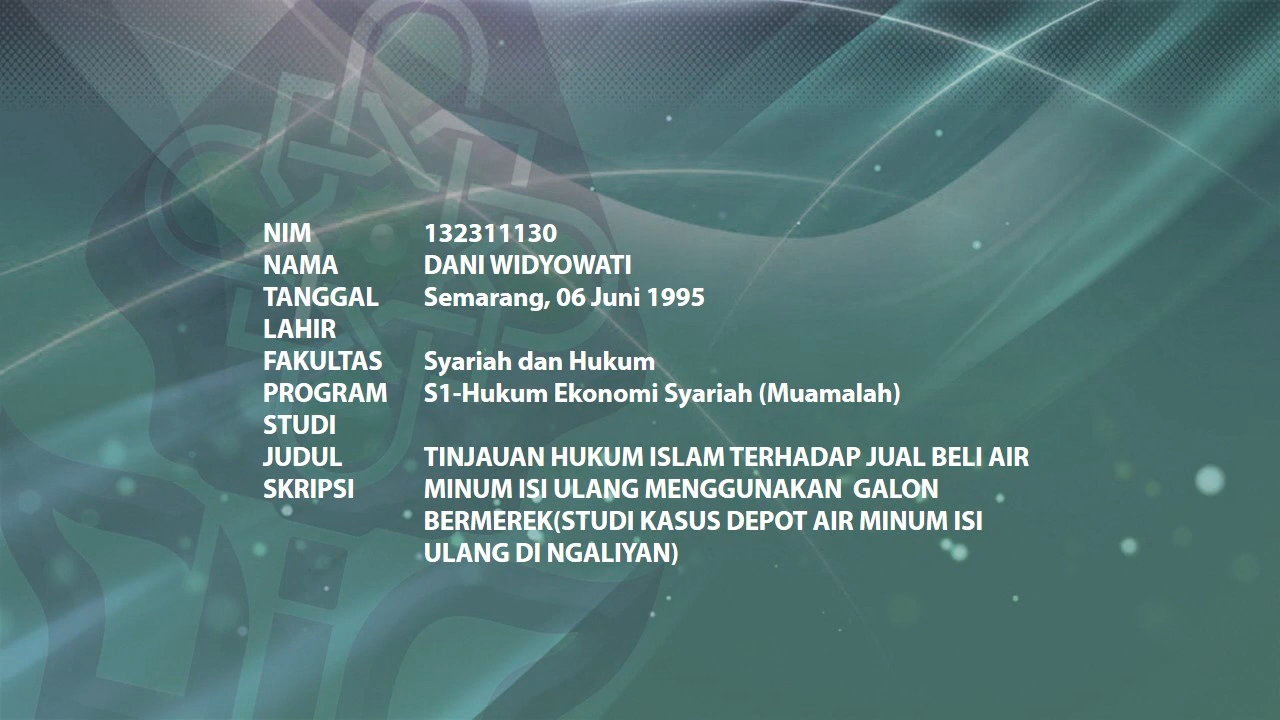 NIM 132311130
NAMA DANI WIDYOWATI
TANGGAL Semarang, 06 Juni 1995
LAHIR
FAKULTAS Syariah dan Hukum
PROGRAM S1-Hukum Ekonomi Syariah (Muamalah)
STUDI
JUDUL TINJAUAN HUKUM ISLAM TERHADAP JUAL BELI AIR
SKRIPSI MINUM ISI ULANG MENGGUNAKAN  GALON
BERMEREK(STUDI KASUS DEPOT AIR MINUM ISI
ULANG DI NGALIYAN)